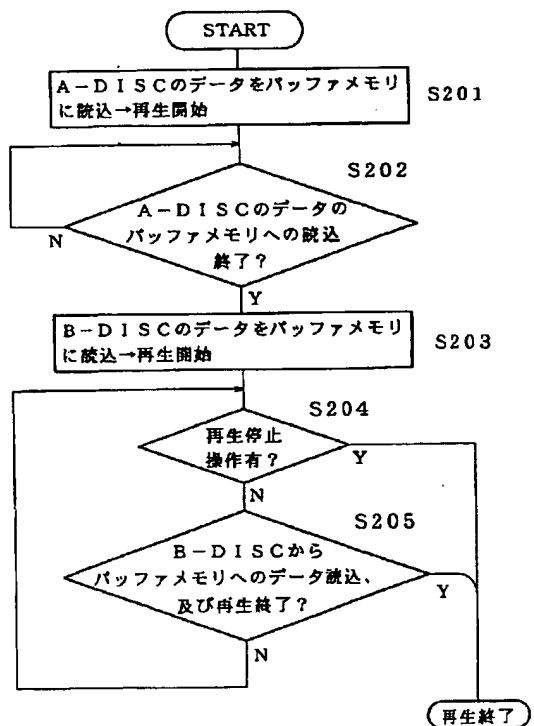 START
A-DISCのデータをバッファメモリ
に読込→再生開始
S201
S202
A-DISCのデータの
バッファメモリへの読込
終了？
N
Y
B-DISCのデータをバッファメモリ
に読込→再生開始
S203
S204
再生停止
操作有？
Y
N
S205
B-DISCから
バッファメモリへのデータ読込、
及び再生終了？
Y
N
再生終了